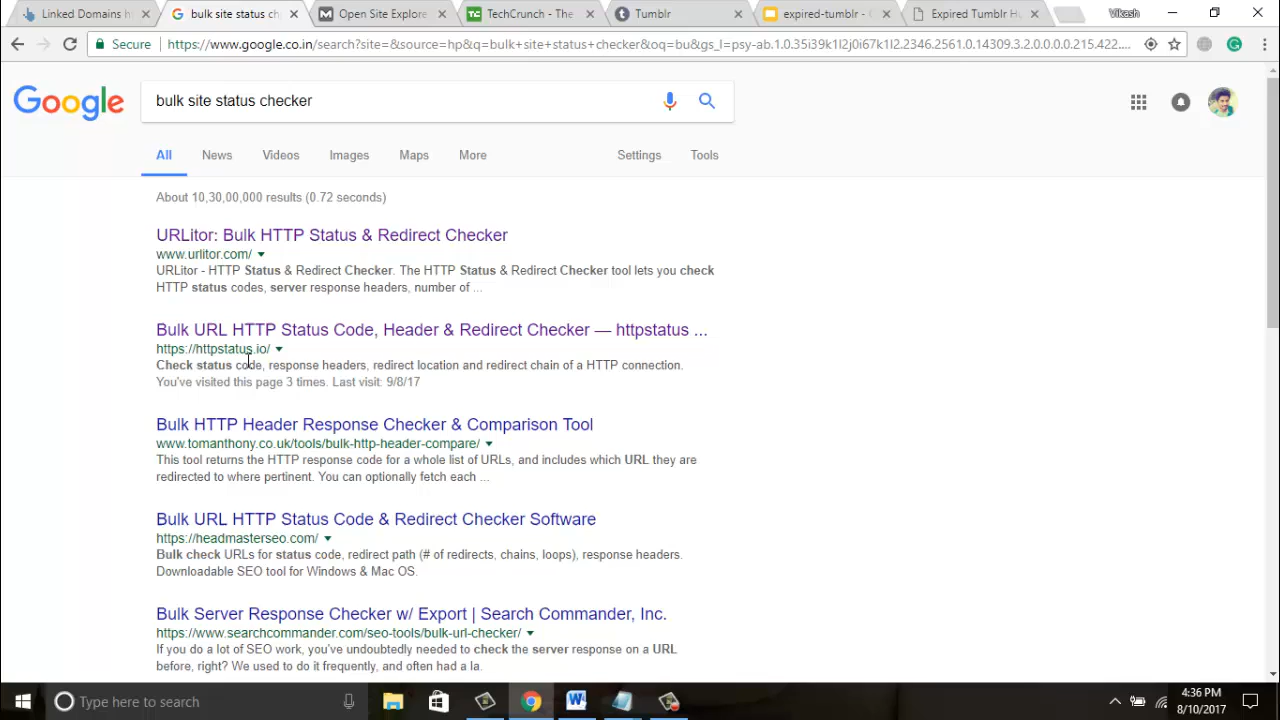 Linked Domains h
bulk site status ch
Open Site Explore
TechCrunch - The
Tumblr
expired-tumblr -
Expired Tumblr Hu
Vikash
Secure https://www.google.co.in/search?site=&source=hp&q=bulk+site+status+checker&oq=bu&gs_l=psy-ab.1.0.35i39k1l2j0i67k1l2.2346.2561.0.14309.3.2.0.0.0.0.215.422....
Google
bulk site status checker
All News Videos Images Maps More Settings Tools
About 10,30,00,000 results (0.72 seconds)
URLitor: Bulk HTTP Status & Redirect Checker
www.urlitor.com/
URLitor - HTTP Status & Redirect Checker. The HTTP Status & Redirect Checker tool lets you check
HTTP status codes, server response headers, number of ...
Bulk URL HTTP Status Code, Header & Redirect Checker — httpstatus ...
https://httpstatus.io/
Check status code, response headers, redirect location and redirect chain of a HTTP connection.
You've visited this page 3 times. Last visit: 9/8/17
Bulk HTTP Header Response Checker & Comparison Tool
www.tomanthony.co.uk/tools/bulk-http-header-compare/
This tool returns the HTTP response code for a whole list of URLs, and includes which URL they are
redirected to where pertinent. You can optionally fetch each ...
Bulk URL HTTP Status Code & Redirect Checker Software
https://headmasterseo.com/
Bulk check URLs for status code, redirect path (# of redirects, chains, loops), response headers.
Downloadable SEO tool for Windows & Mac OS.
Bulk Server Response Checker w/ Export | Search Commander, Inc.
https://www.searchcommander.com/seo-tools/bulk-url-checker/
If you do a lot of SEO work, you've undoubtedly needed to check the server response on a URL
before, right? We used to do it frequently, and often had a la.
Type here to search
4:36 PM
8/10/2017